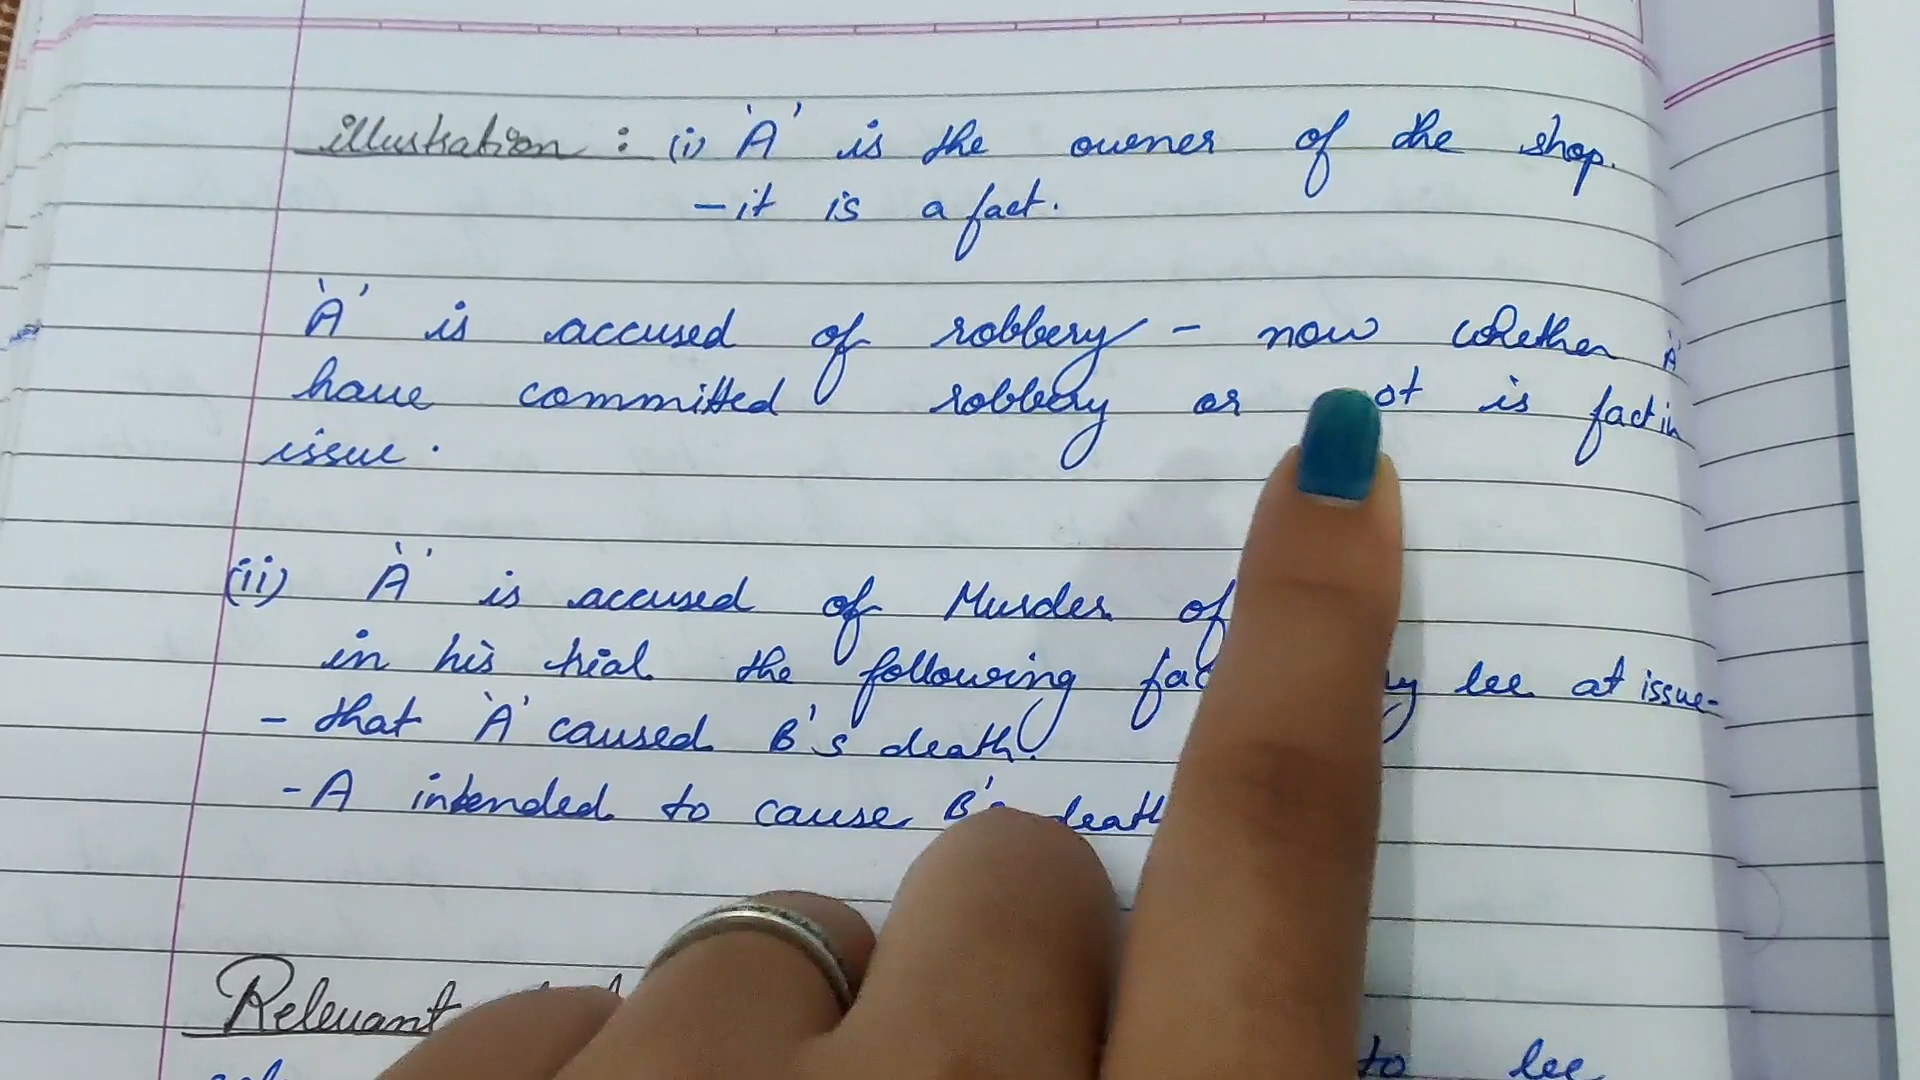 illustration : (i) 'A' is the owner of the shop.
- it is a fact.
'A' is accused of robbery - now whether 'A'
have committed robbery or not is fact in
issue.
(ii) 'A' is accused of Murder of
in his trial the following be at issue-
- that 'A' caused B's death.
- A intended to cause B's death
Relevant
to be